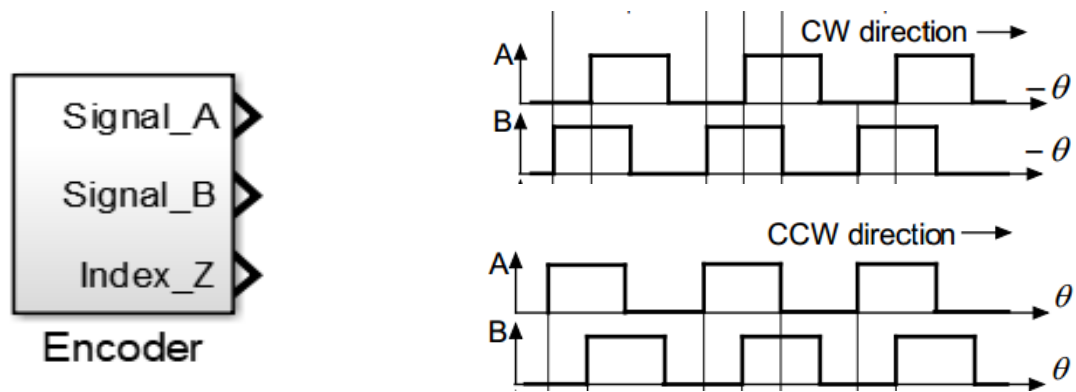 Signal_A
Signal_B
Index_Z
Encoder
CW direction
A
– θ
B
– θ
CCW direction
A
θ
B
θ